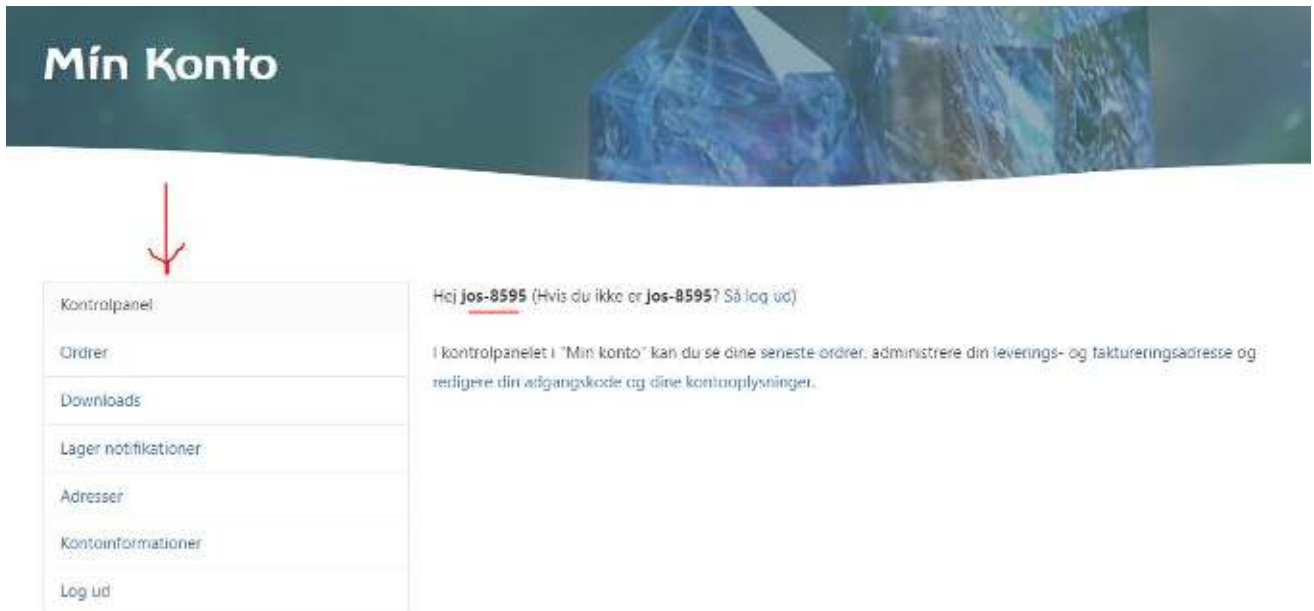 Mín Konto
Kontrolpanel
Ordrer
Downloads
Lager notifikationer
Adresser
Kontoinformationer
Log ud
Hej jos-8595 (Hvis du ikke er jos-8595? Så log ud)
I kontrolpanelet i "Min konto" kan du se dine seneste ordrer, administrere din leverings- og faktureringsadresse og
redigere din adgangskode og dine kontooplysninger.